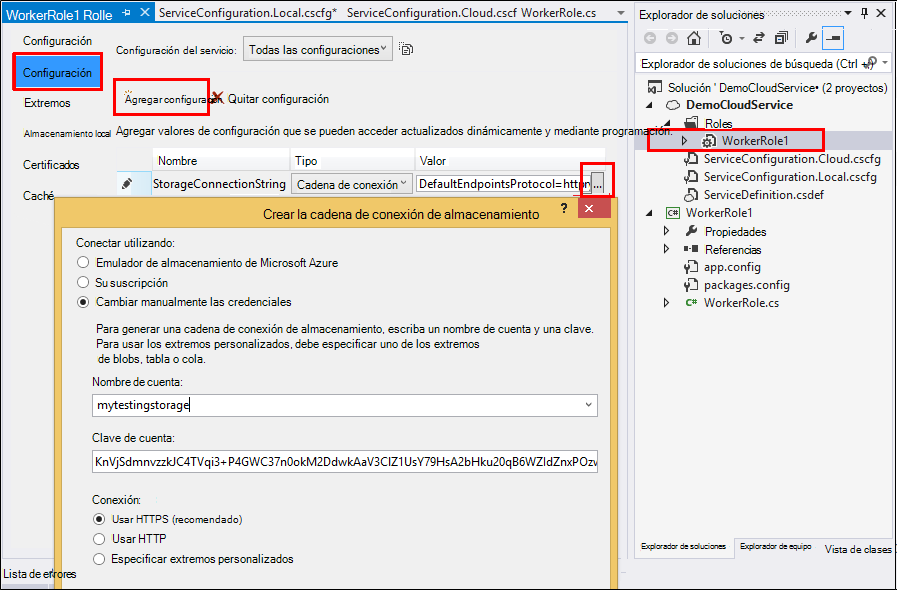 WorkerRole1 Rolle
ServiceConfiguration.Local.cscfg*
ServiceConfiguration.Cloud.cscf
WorkerRole.cs
Configuración
Configuración
Extremos
Almacenamiento local
Certificados
Caché
Configuración del servicio:
Todas las configuraciones
Agregar configuración
Quitar configuración
Agregar valores de configuración que se pueden acceder actualizados dinámicamente y mediante programación:
Nombre
Tipo
Valor
StorageConnectionString
Cadena de conexión
DefaultEndpointsProtocol=https
...
Crear la cadena de conexión de almacenamiento
?
Conectar utilizando:
Emulador de almacenamiento de Microsoft Azure
Su suscripción
Cambiar manualmente las credenciales
Para generar una cadena de conexión de almacenamiento, escriba un nombre de cuenta y una clave.
Para usar los extremos personalizados, debe especificar uno de los extremos
de blobs, tabla o cola.
Nombre de cuenta:
mytestingstorage
Clave de cuenta:
Conexión:
Usar HTTPS (recomendado)
Usar HTTP
Especificar extremos personalizados
Lista de errores
Explorador de soluciones
Explorador de soluciones de búsqueda (Ctrl +
Solución ' DemoCloudService• (2 proyectos)
DemoCloudService
Roles
WorkerRole1
ServiceConfiguration.Cloud.cscfg
ServiceConfiguration.Local.cscfg
ServiceDefinition.csdef
C# WorkerRole1
Propiedades
Referencias
app.config
packages.config
C# WorkerRole.cs
Explorador de soluciones
Explorador de equipo
Vista de clases